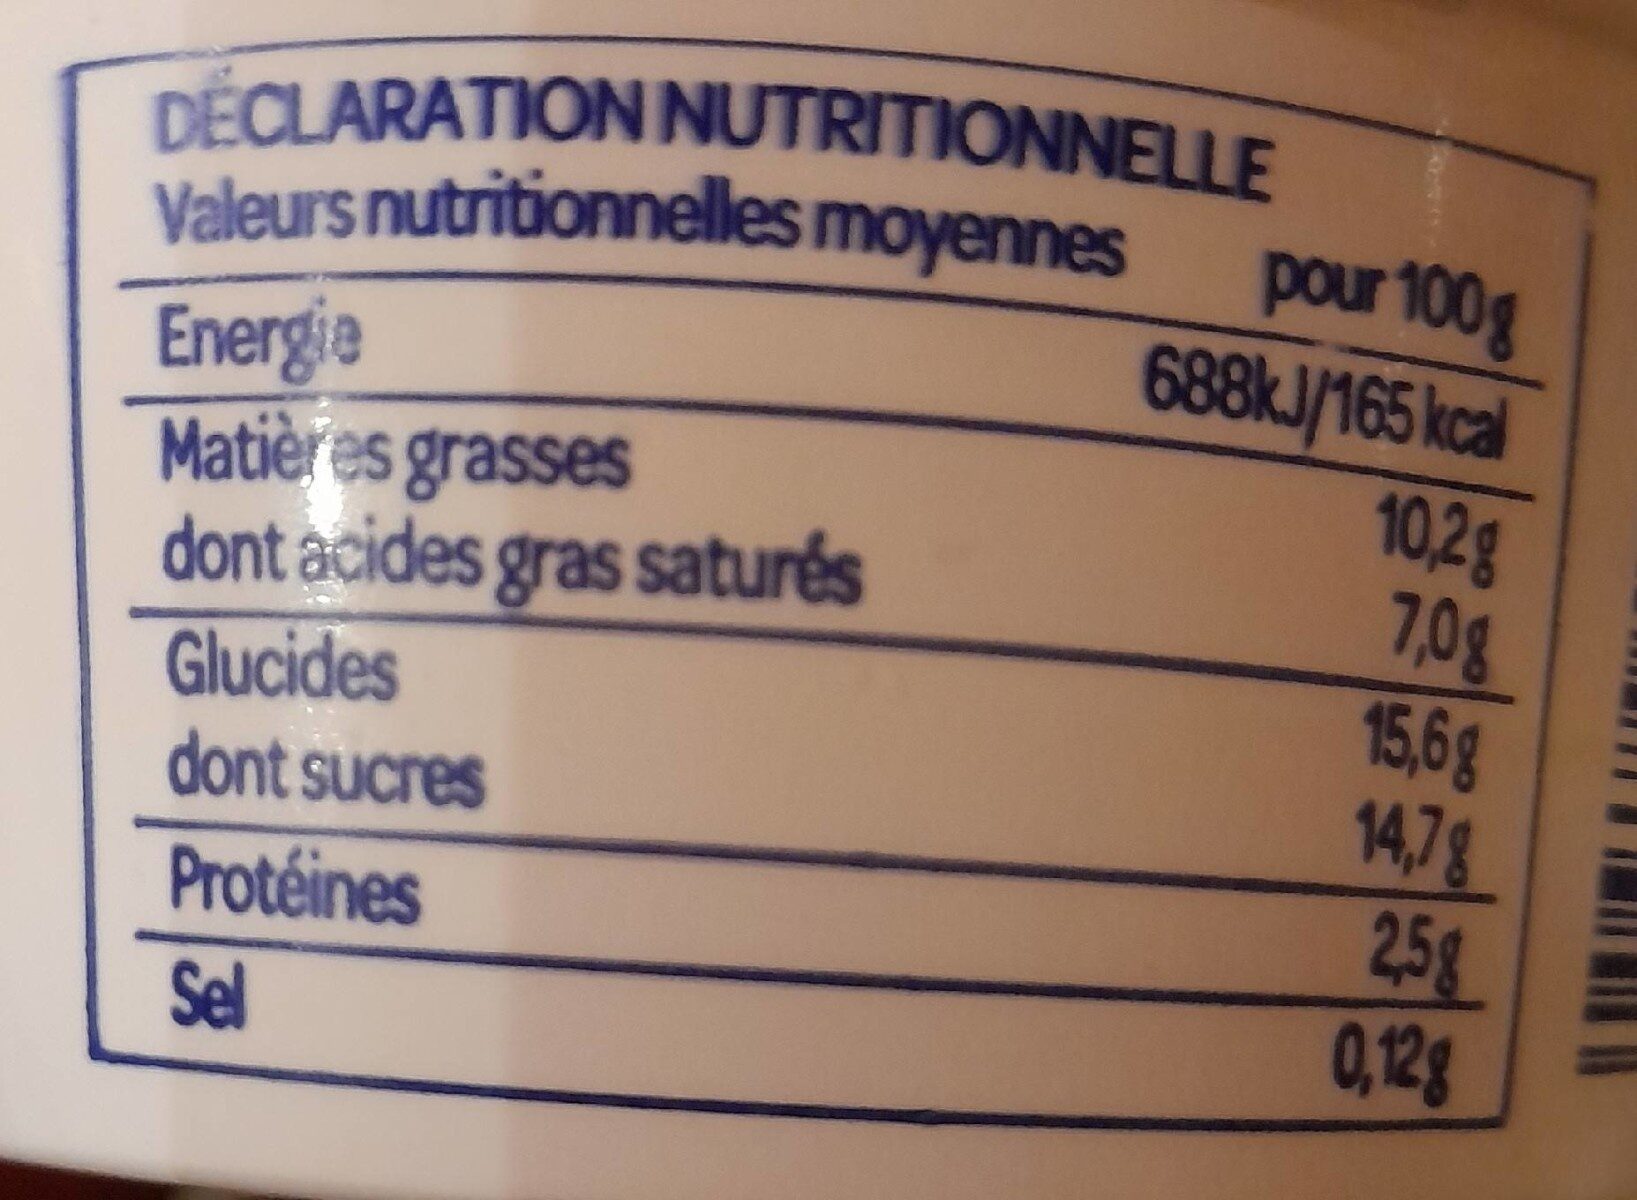 DÉCLARATION NUTRITIONNELLE
Valeurs nutritionnelles moyennes pour 100g
Energie 688kJ/165 kcal
Matières grasses 10,2g
dont acides gras saturés 7,0g
Glucides 15,6g
dont sucres 14,7g
Protéines 2,5g
Sel 0,12g